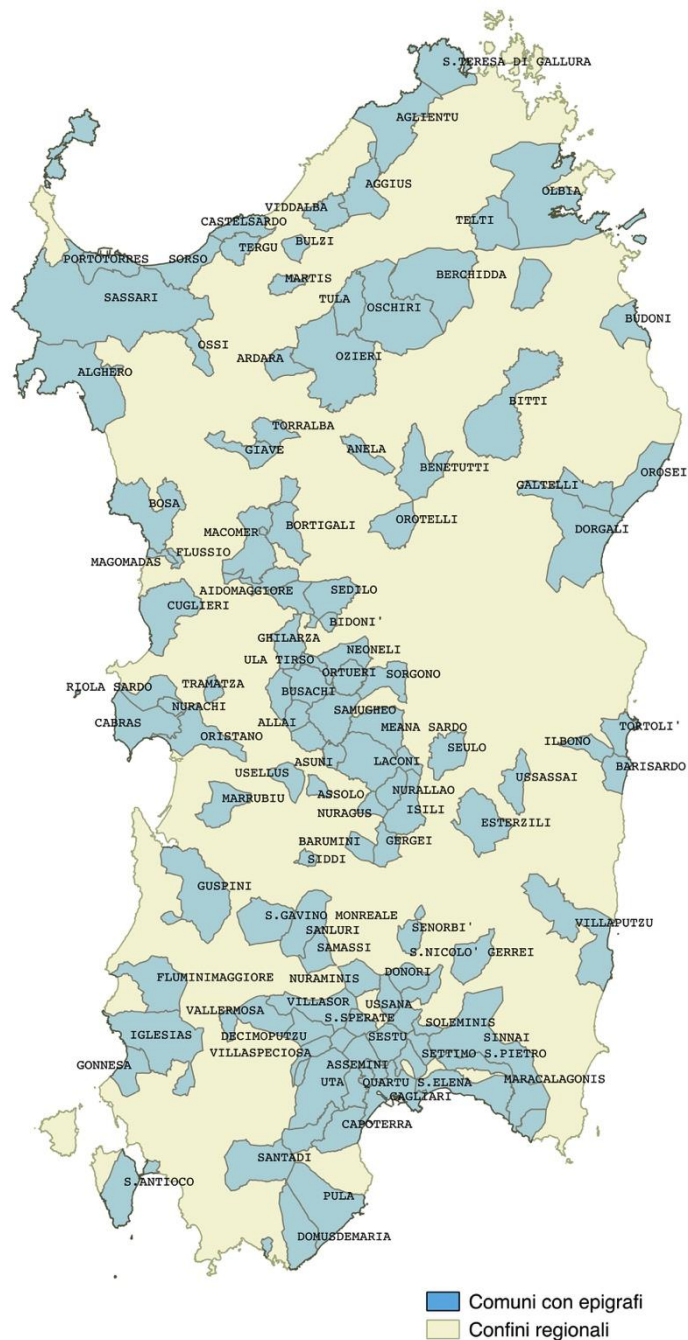 S.TERESA DI GALLURA
AGLIENTU
AGGIUS
VIDDALBA
OLBIA
CASTELSARDO
TELTI
TERGU
BULZI
PORTOTORRES
SORSO
BERCHIDDA
MARTIS
SASSARI
TULA
OSCHIRI
BUDONI
OSSI
ARDARA
OZIERI
ALGHERO
BITTI
TORRALBA
GIAVE
ANELA
BENETUTTI
OROSEI
GALTELLI'
BOSA
OROTELLI
BORTIGALI
DORGALI
MACOMER
FLUSSIO
MAGOMADAS
AIDOMAGGIORE
SEDILO
CUGLIERI
BIDONI'
GHILARZA
NEONELI
ULA TIRSO
ORTUERI
SORGONO
RIOLA SARDO
TRAMATZA
BUSACHI
NURACHI
SAMUGHEO
CABRAS
ALLAI
MEANA SARDO
TORTOLI'
ORISTANO
ILBONO
SEULO
ASUNI
LACONI
BARISARDO
USELLUS
USSASSAI
ASSOLO
NURALLAO
MARRUBIU
NURAGUS
ISILI
ESTERZILI
BARUMINI
GERGEI
SIDDI
GUSPINI
S.GAVINO MONREALE
SENORBI'
VILLAPUTZU
SANLURI
SAMASSI
S.NICOLO' GERREI
FLUMINIMAGGIORE
NURAMINIS
DONORI
VILLASOR
USSANA
VALLERMOSA
S.SPERATE
SOLEMINIS
IGLESIAS
DECIMOPUTZU
SESTU
SINNAI
VILLASPECIOSA
SETTIMO S.PIETRO
GONNESA
ASSEMINI
UTA
QUARTU S.ELENA
MARACALAGONIS
CAGLIARI
CAPOTERRA
SANTADI
S.ANTIOCO
PULA
DOMUSDEMARIA
Comuni con epigrafi
Confini regionali